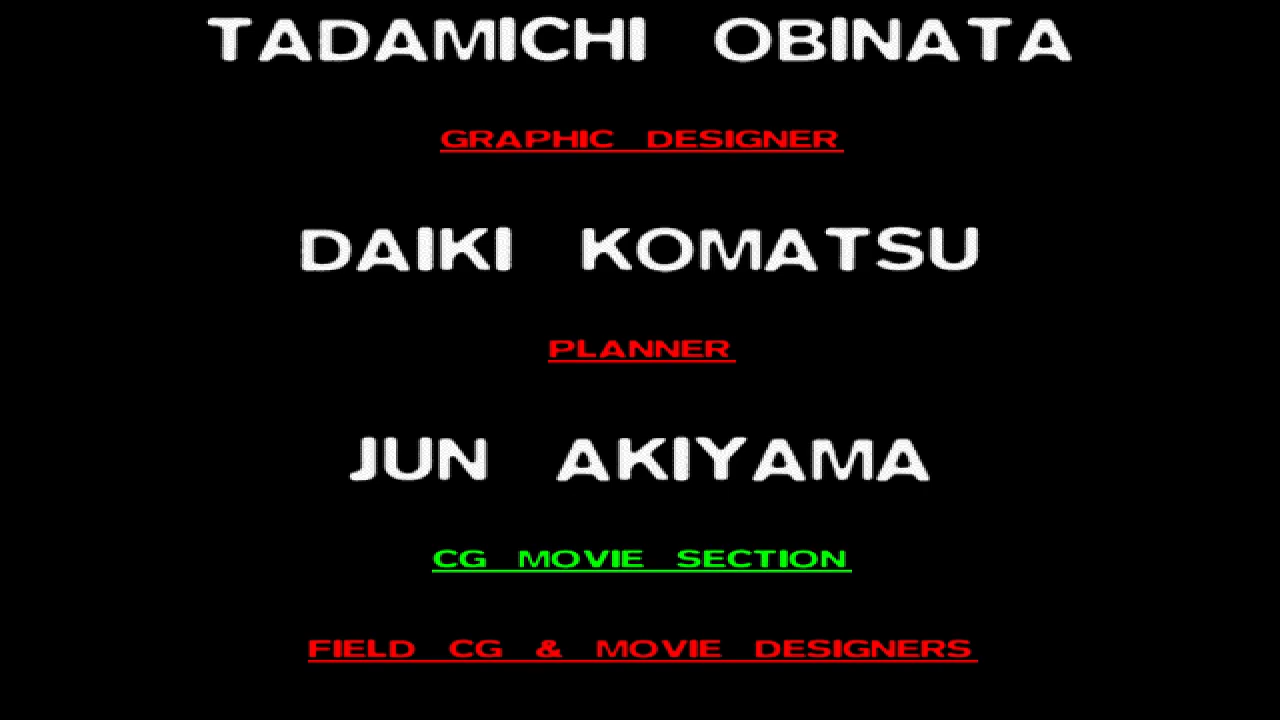 TADAMICHI OBINATA
GRAPHIC DESIGNER
DAIKI KOMATSU
PLANNER
JUN AKIYAMA
CG MOVIE SECTION
FIELD CG & MOVIE DESIGNERS